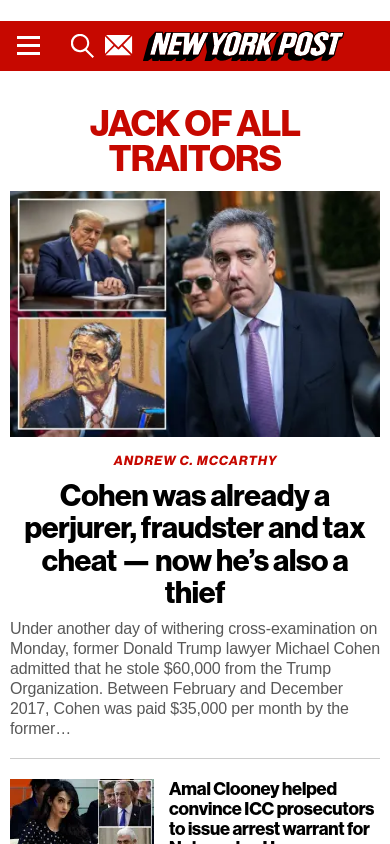 NEW YORK POST
JACK OF ALL
TRAITORS
ANDREW C. MCCARTHY
Cohen was already a
perjurer, fraudster and tax
cheat — now he’s also a
thief
Under another day of withering cross-examination on
Monday, former Donald Trump lawyer Michael Cohen
admitted that he stole $60,000 from the Trump
Organization. Between February and December
2017, Cohen was paid $35,000 per month by the
former…
Amal Clooney helped
convince ICC prosecutors
to issue arrest warrant for